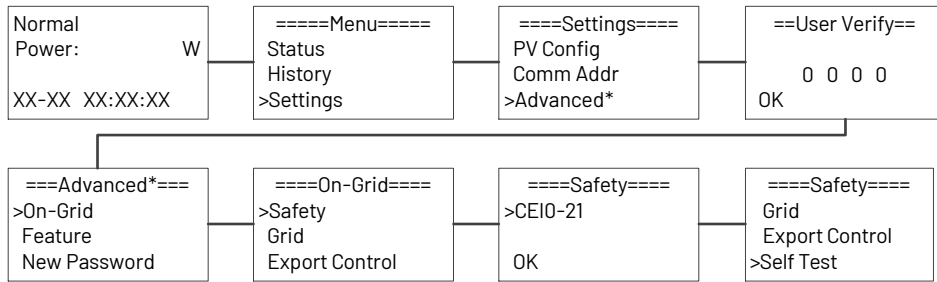 Normal
Power: W
XX-XX XX:XX:XX
=====Menu=====
Status
History
>Settings
====Settings====
PV Config
Comm Addr
>Advanced*
==User Verify==
0 0 0 0
OK
===Advanced*===
>On-Grid
Feature
New Password
====On-Grid====
>Safety
Grid
Export Control
====Safety====
>CEI0-21
OK
====Safety====
Grid
Export Control
>Self Test